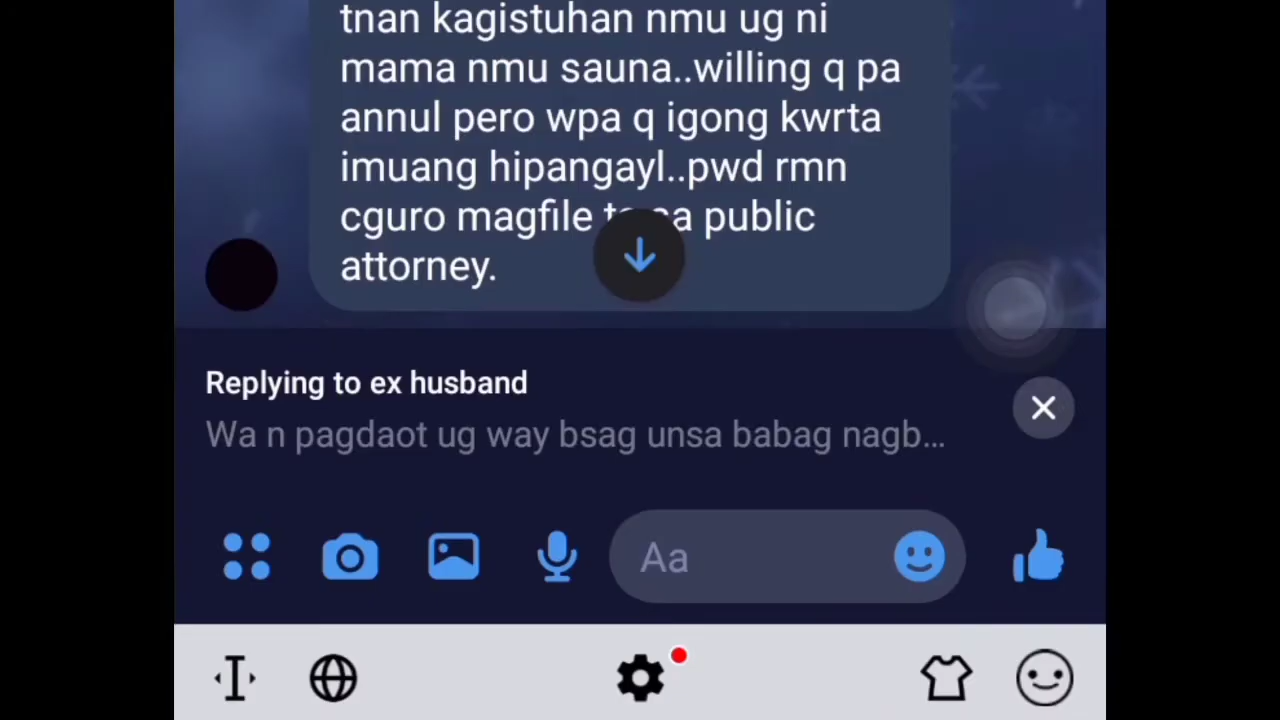 tnan kagistuhan nmu ug ni
mama nmu sauna..willing q pa
annul pero wpa q igong kwrta
imuang hipangayl..pwd rmn
cguro magfile sa public
attorney.
Replying to ex husband
Wa n pagdaot ug way bsag unsa babag nagb...
Aa